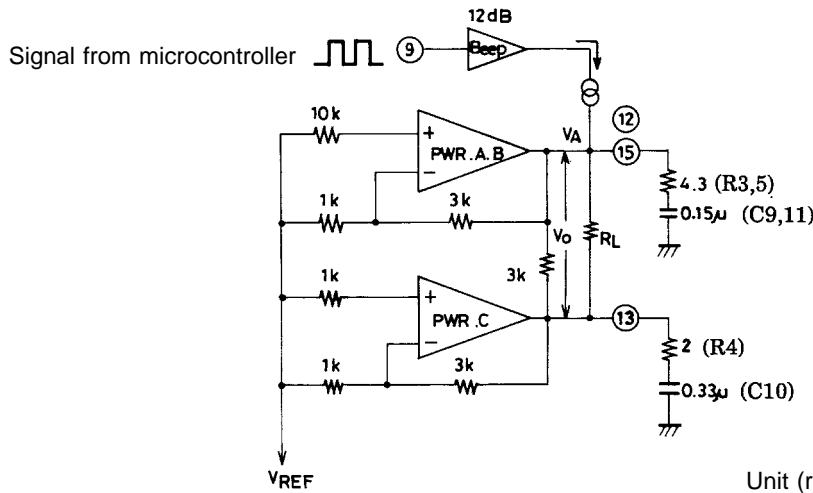 12dB
Signal from microcontroller
9
Beep
10k
+
PWR.A.B
−
VA
12
15
1k
3k
4.3 (R3,5)
0.15μ (C9,11)
Vo
RL
3k
1k
+
PWR.C
−
13
1k
3k
2 (R4)
0.33μ (C10)
VREF
Unit (r